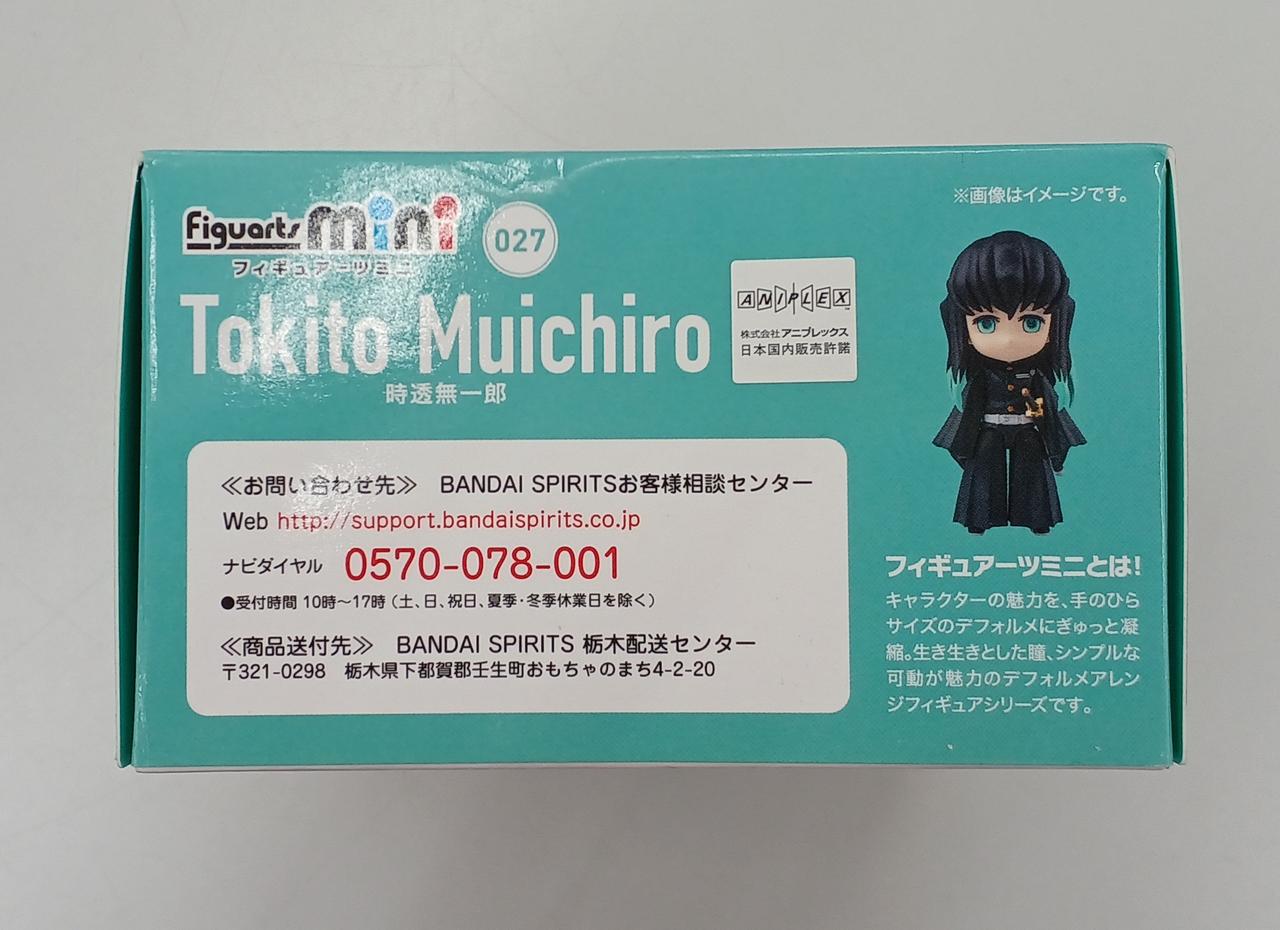 Figuarts mini 027
フィギュアーツミニ
Tokito Muichiro
時透無一郎
ANIPLEX™
株式会社アニプレックス
日本国内販売許諾
※画像はイメージです。
≪お問い合わせ先≫ BANDAI SPIRITSお客様相談センター
Web http://support.bandaispirits.co.jp
ナビダイヤル 0570-078-001
●受付時間 10時〜17時（土、日、祝日、夏季・冬季休業日を除く）
≪商品送付先≫ BANDAI SPIRITS 栃木配送センター
〒321-0298 栃木県下都賀郡壬生町おもちゃのまち4-2-20
フィギュアーツミニとは!
キャラクターの魅力を、手のひら
サイズのデフォルメにぎゅっと凝
縮。生き生きとした瞳、シンプルな
可動が魅力のデフォルメアレン
ジフィギュアシリーズです。